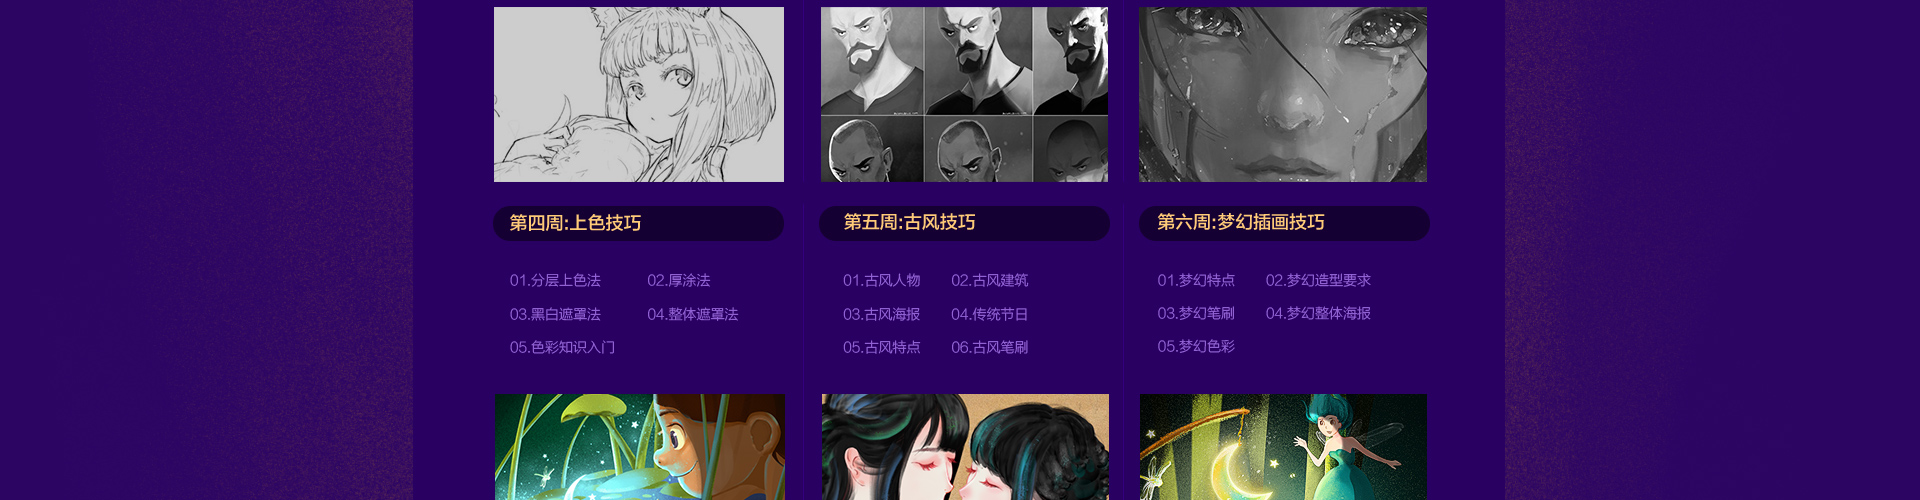 第四周:上色技巧
01.分层上色法
02.厚涂法
03.黑白遮罩法
04.整体遮罩法
05.色彩知识入门
第五周:古风技巧
01.古风人物
02.古风建筑
03.古风海报
04.传统节日
05.古风特点
06.古风笔刷
第六周:梦幻插画技巧
01.梦幻特点
02.梦幻造型要求
03.梦幻笔刷
04.梦幻整体海报
05.梦幻色彩